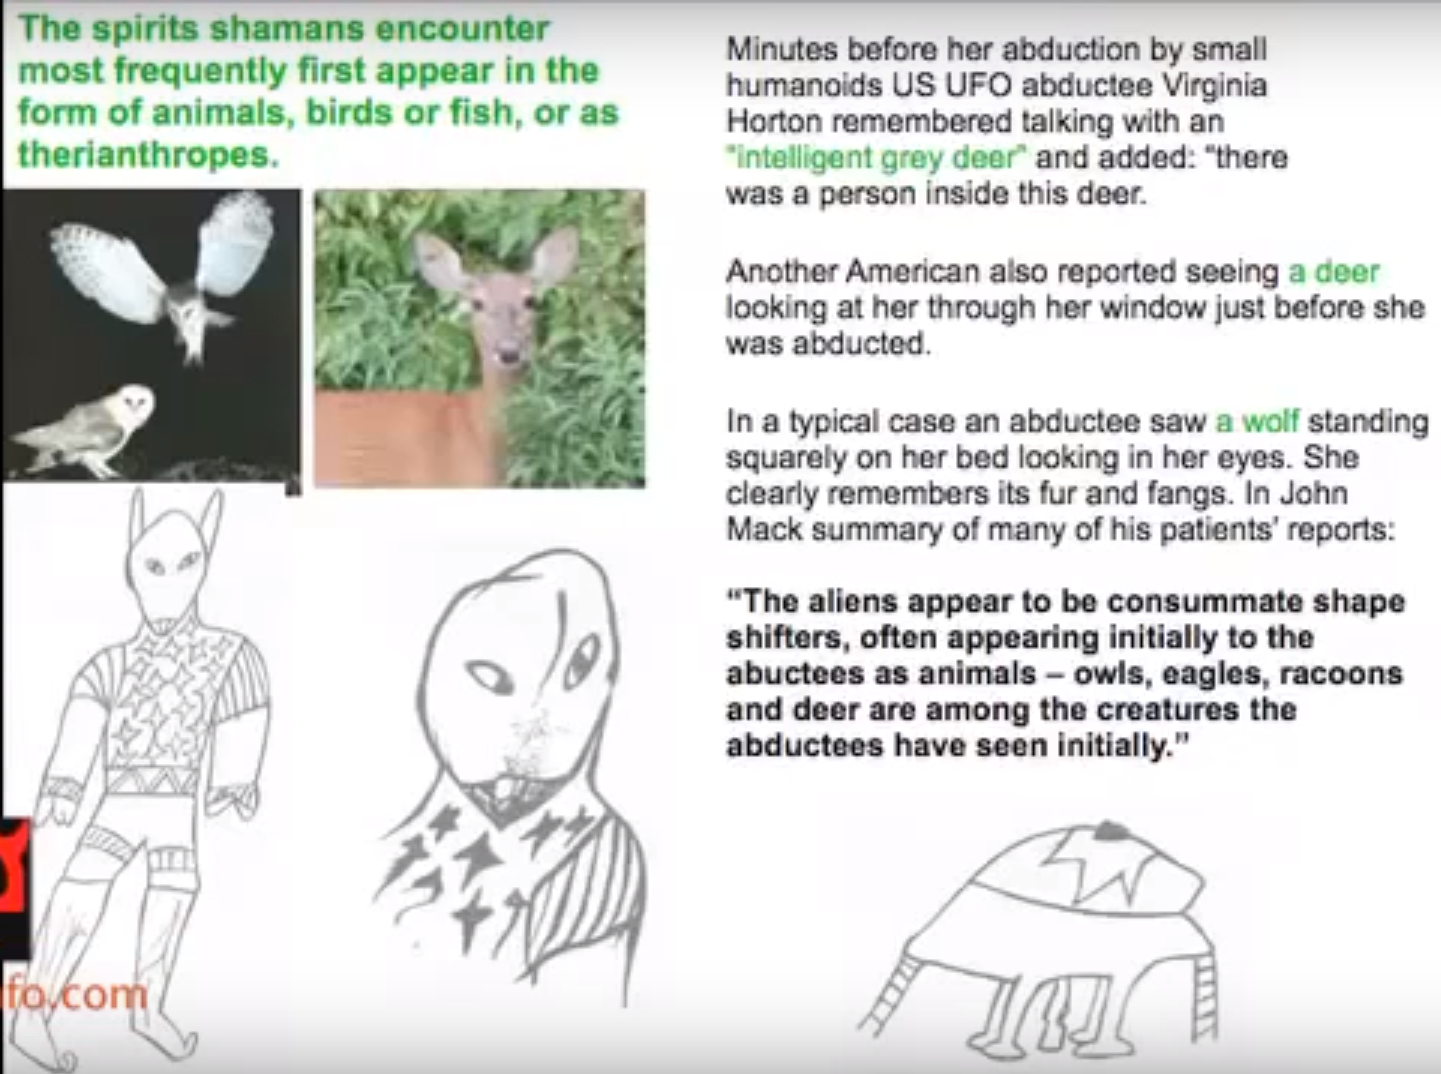 The spirits shamans encounter
most frequently first appear in the
form of animals, birds or fish, or as
therianthropes.
Minutes before her abduction by small
humanoids US UFO abductee Virginia
Horton remembered talking with an
"intelligent grey deer" and added: “there
was a person inside this deer.
Another American also reported seeing a deer
looking at her through her window just before she
was abducted.
In a typical case an abductee saw a wolf standing
squarely on her bed looking in her eyes. She
clearly remembers its fur and fangs. In John
Mack summary of many of his patients’ reports:
“The aliens appear to be consummate shape
shifters, often appearing initially to the
abuctees as animals – owls, eagles, racoons
and deer are among the creatures the
abductees have seen initially.”
fo.com